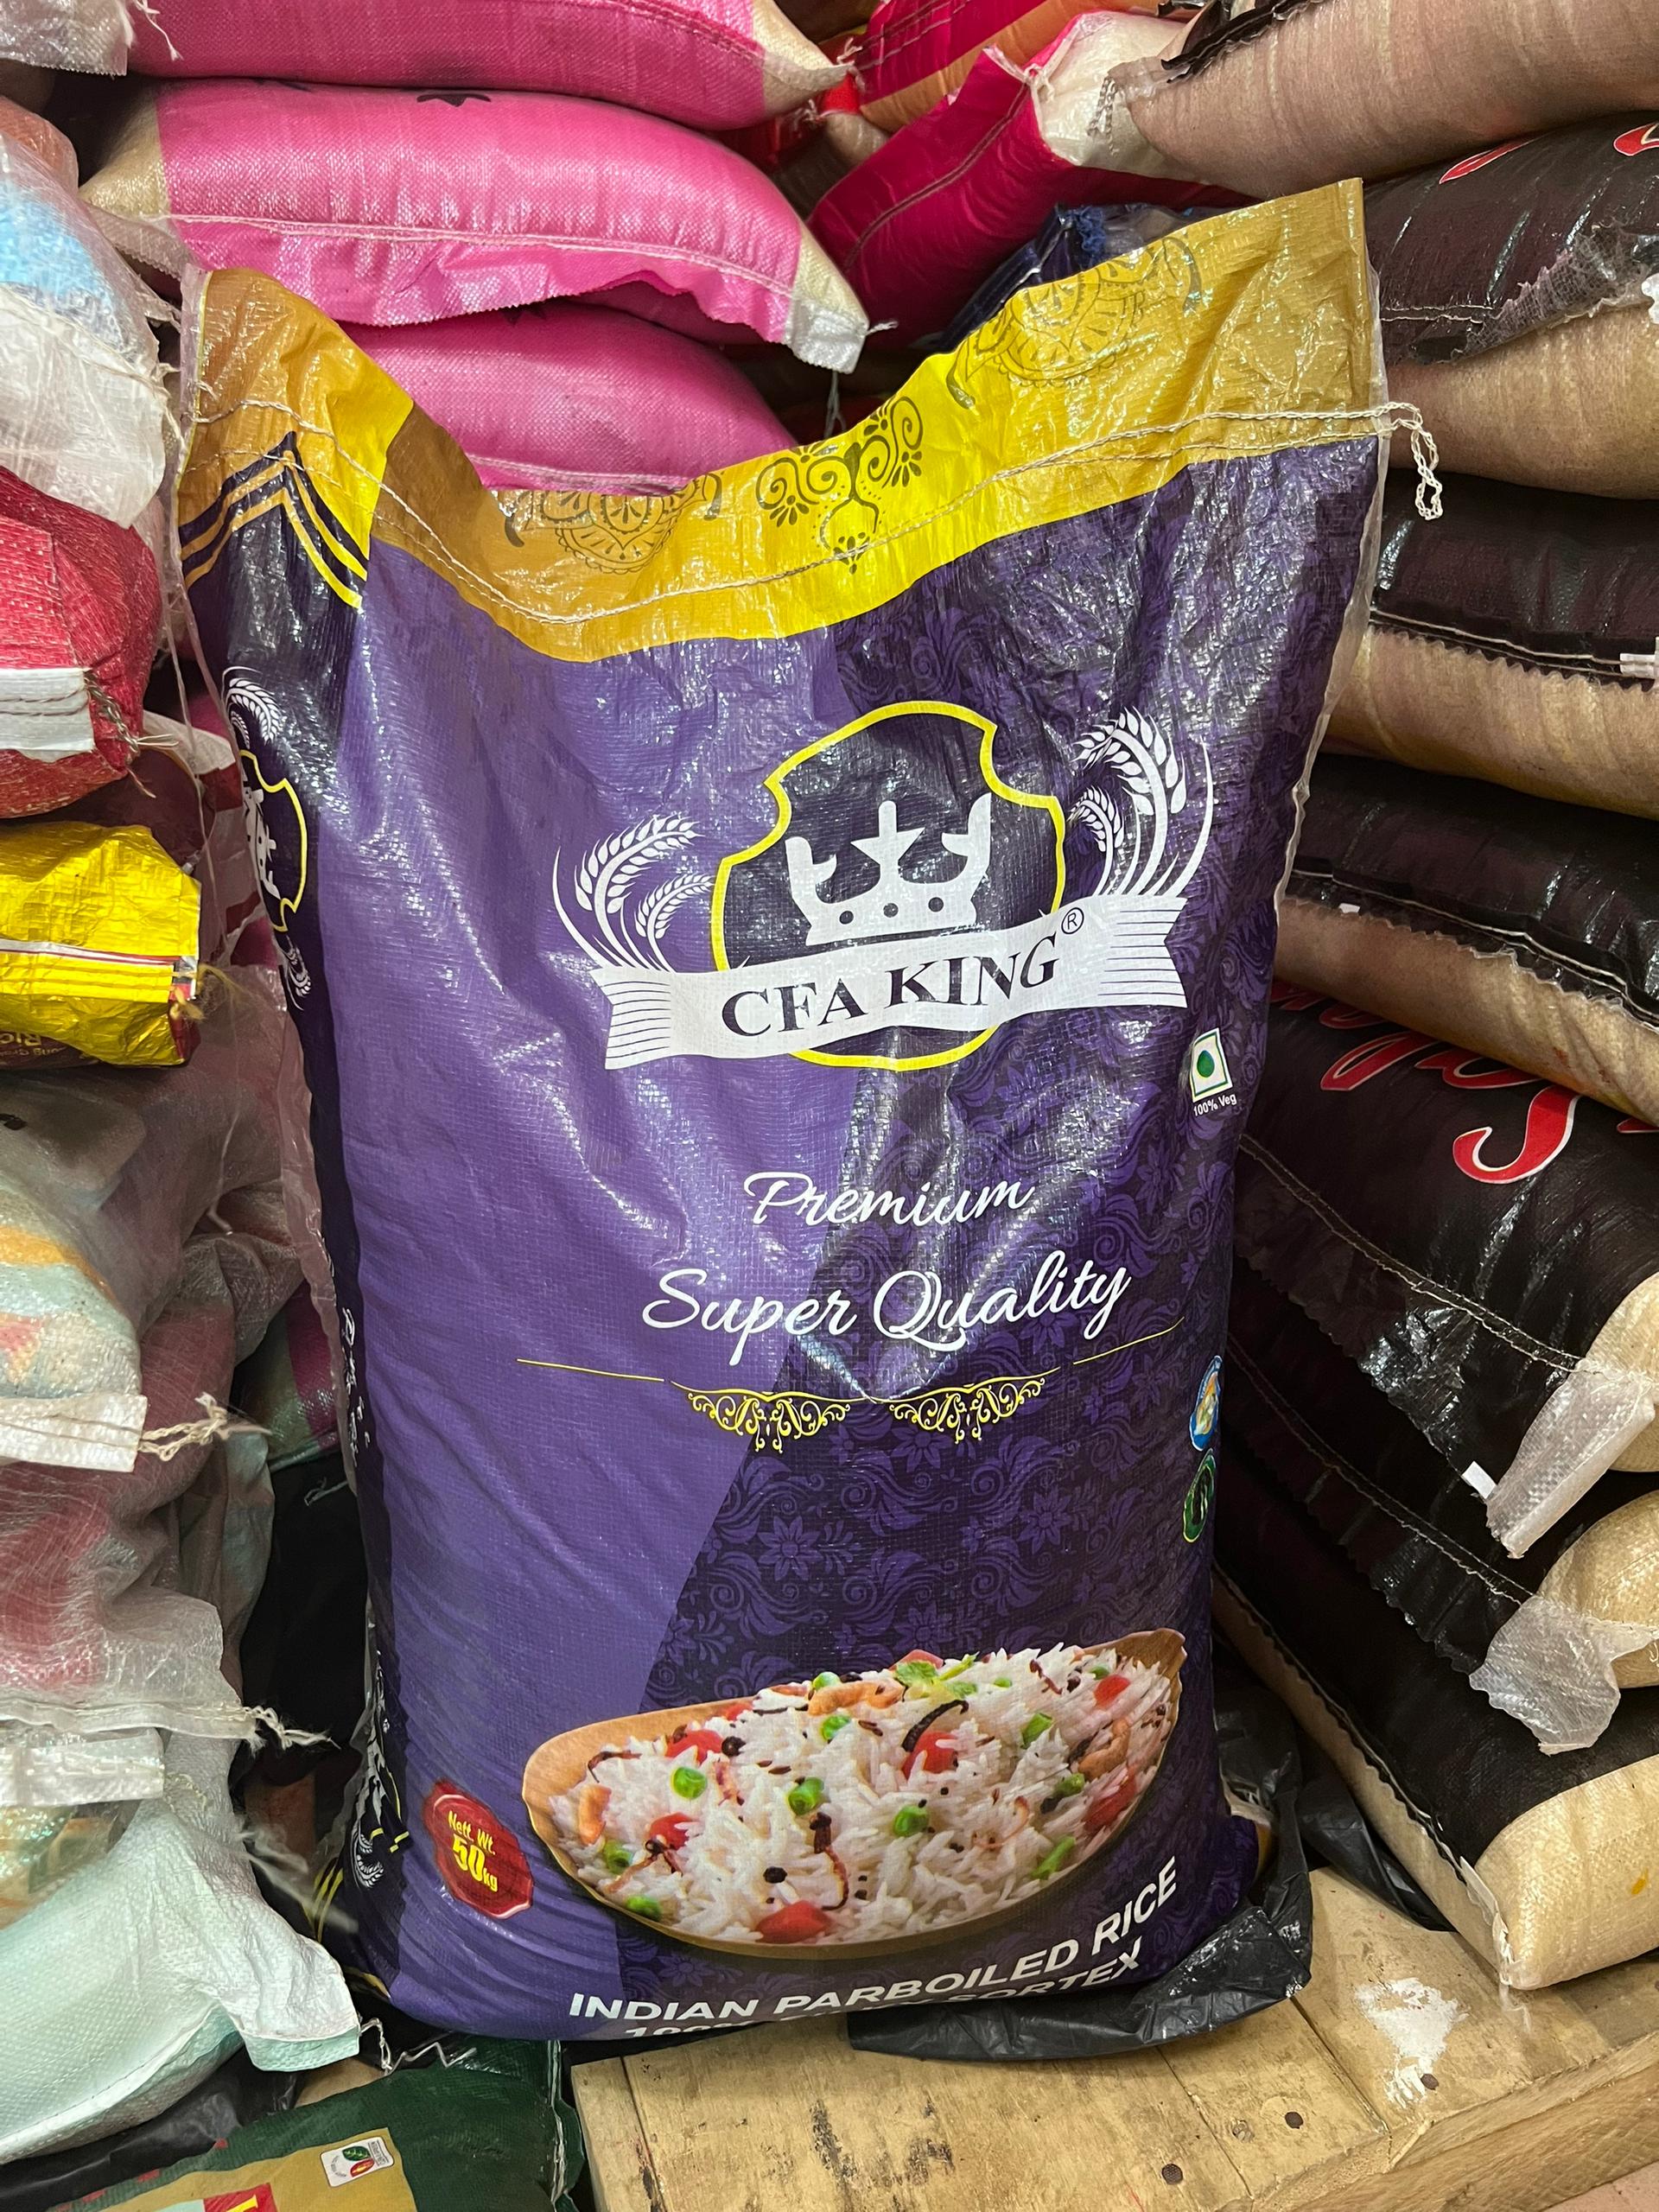 CFA KING®
100% Veg
Premium
Super Quality
Nett. Wt.
50kg
INDIAN PARBOILED RICE
SORTEX